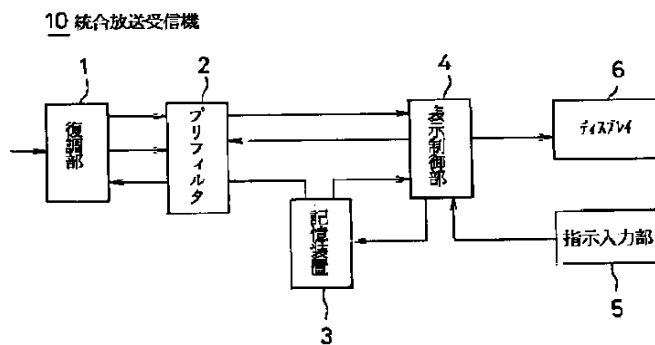 10 統合放送受信機
1
復調部
2
プリフィルタ
3
記憶装置
4
表示制御部
6
ディスプレイ
指示入力部
5